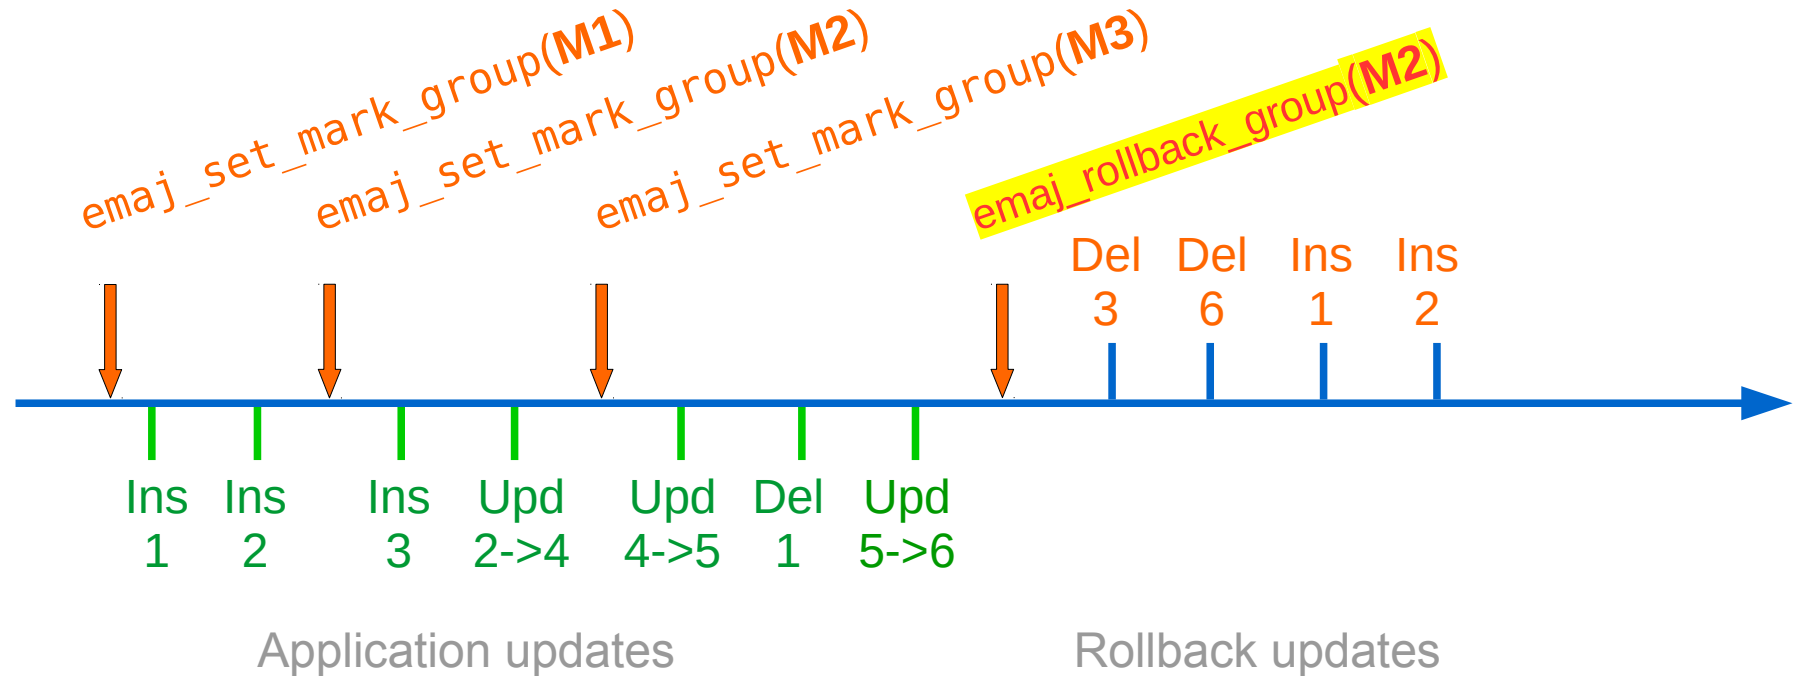 emaj_set_mark_group(M1)
emaj_set_mark_group(M2)
emaj_set_mark_group(M3)
emaj_rollback_group(M2)
Del Del Ins Ins
3 6 1 2
Ins Ins Ins Upd Upd Del Upd
1 2 3 2->4 4->5 1 5->6
Application updates Rollback updates